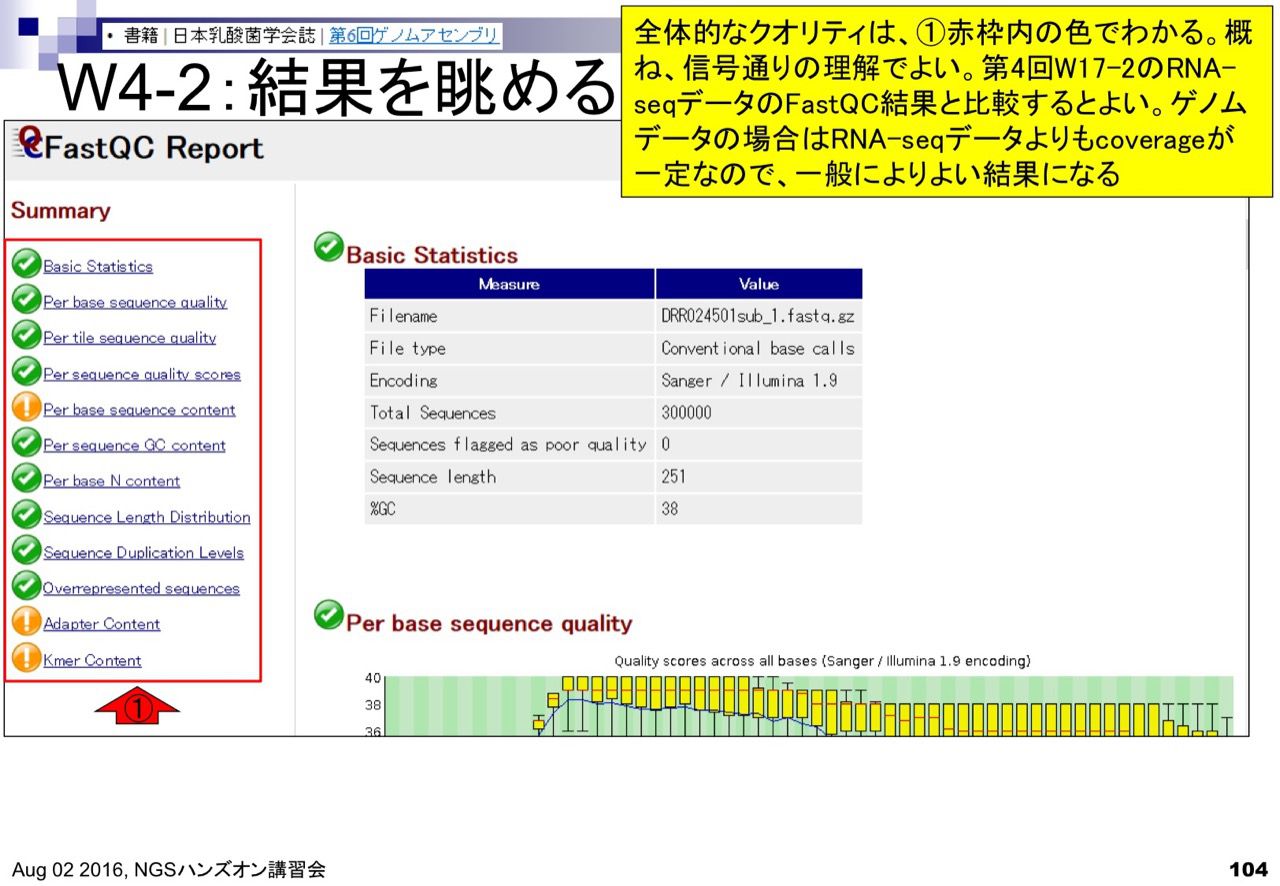 • 書籍 | 日本乳酸菌学会誌 | 第6回ゲノムアセンブリ
W4-2:結果を眺める
全体的なクオリティは、①赤枠内の色でわかる。概
ね、信号通りの理解でよい。第4回W17-2のRNA-
seqデータのFastQC結果と比較するとよい。ゲノム
データの場合はRNA-seqデータよりもcoverageが
一定なので、一般によりよい結果になる
FastQC Report
Summary
Basic Statistics
Per base sequence quality
Per tile sequence quality
Per sequence quality scores
Per base sequence content
Per sequence GC content
Per base N content
Sequence Length Distribution
Sequence Duplication Levels
Overrepresented sequences
Adapter Content
Kmer Content
①
Basic Statistics
Measure Value
Filename DRR024501sub_1.fastq.gz
File type Conventional base calls
Encoding Sanger / Illumina 1.9
Total Sequences 300000
Sequences flagged as poor quality 0
Sequence length 251
%GC 38
Per base sequence quality
Quality scores across all bases (Sanger / Illumina 1.9 encoding)
40
38
36
Aug 02 2016, NGSハンズオン講習会
104